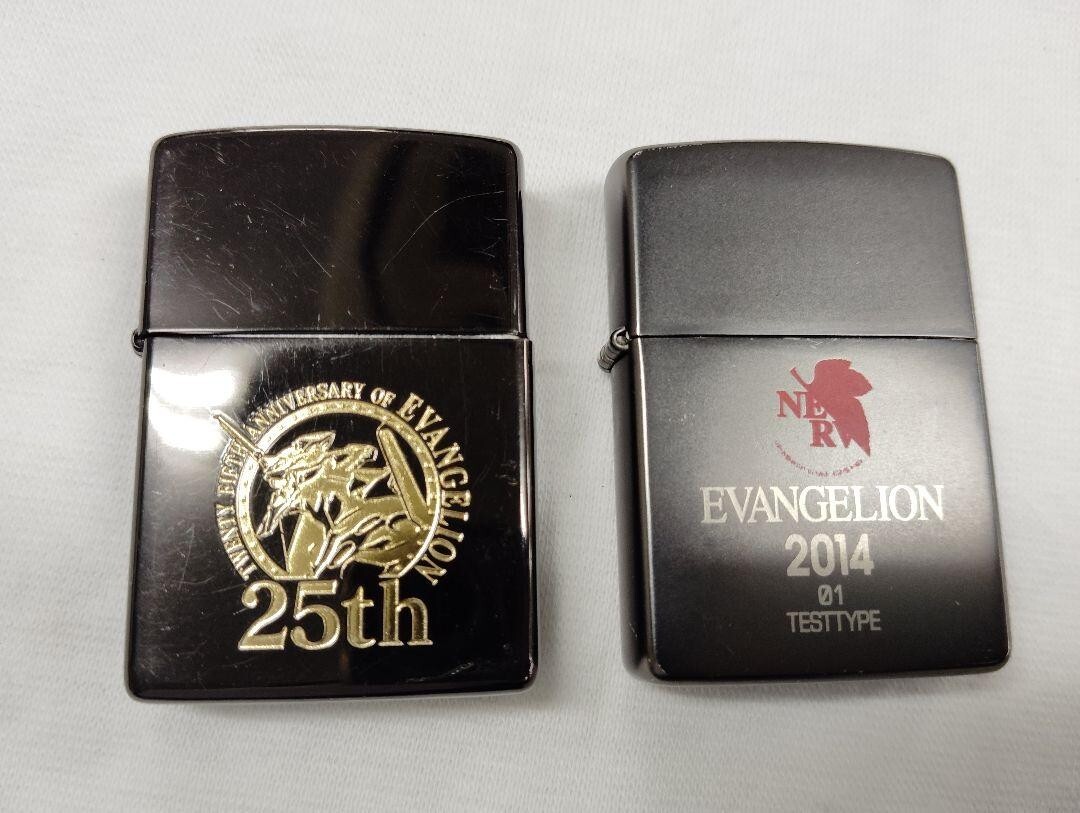 TWENTY FIFTH ANNIVERSARY OF EVANGELION
25th
NERV
EVANGELION
2014
01
TESTTYPE